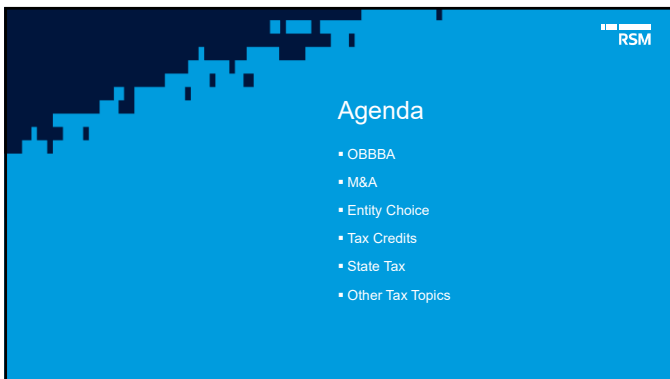 RSM
Agenda
▪ OBBBA
▪ M&A
▪ Entity Choice
▪ Tax Credits
▪ State Tax
▪ Other Tax Topics